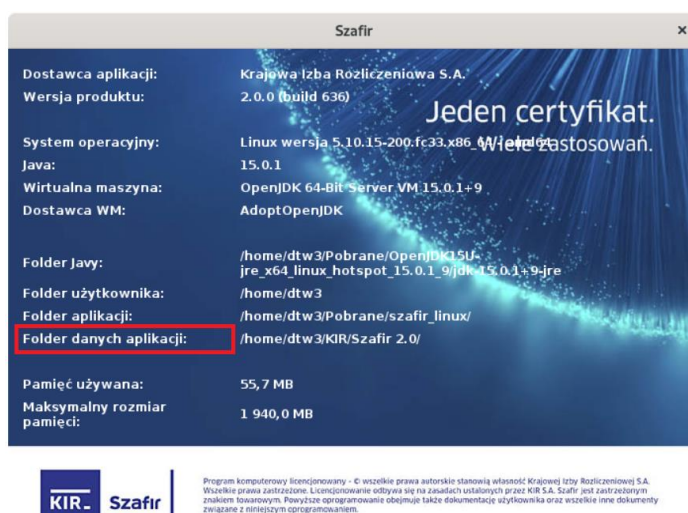 Szafir
×
Dostawca aplikacji: Krajowa Izba Rozliczeniowa S.A.
Wersja produktu: 2.0.0 (build 636)
Jeden certyfikat.
Wiele zastosowań.
System operacyjny: Linux wersja 5.10.15-200.fc33.x86_64 / amd64
Java: 15.0.1
Wirtualna maszyna: OpenJDK 64-Bit Server VM 15.0.1+9
Dostawca WM: AdoptOpenJDK
Folder Javy: /home/dtw3/Pobrane/OpenJDK15U-
jre_x64_linux_hotspot_15.0.1_9/jdk-15.0.1+9-jre
Folder użytkownika: /home/dtw3
Folder aplikacji: /home/dtw3/Pobrane/szafir_linux/
Folder danych aplikacji: /home/dtw3/KIR/Szafir 2.0/
Pamięć używana: 55,7 MB
Maksymalny rozmiar
pamięci: 1 940,0 MB
KIR Szafir
Program komputerowy licencjonowany - © wszelkie prawa autorskie stanowią własność Krajowej Izby Rozliczeniowej S.A.
Wszelkie prawa zastrzeżone. Licencjonowanie odbywa się na zasadach ustalonych przez KIR S.A. Szafir jest zastrzeżonym
znakiem towarowym. Powyższe oprogramowanie obejmuje także dokumentację użytkownika oraz wszelkie inne dokumenty
związane z niniejszym oprogramowaniem.